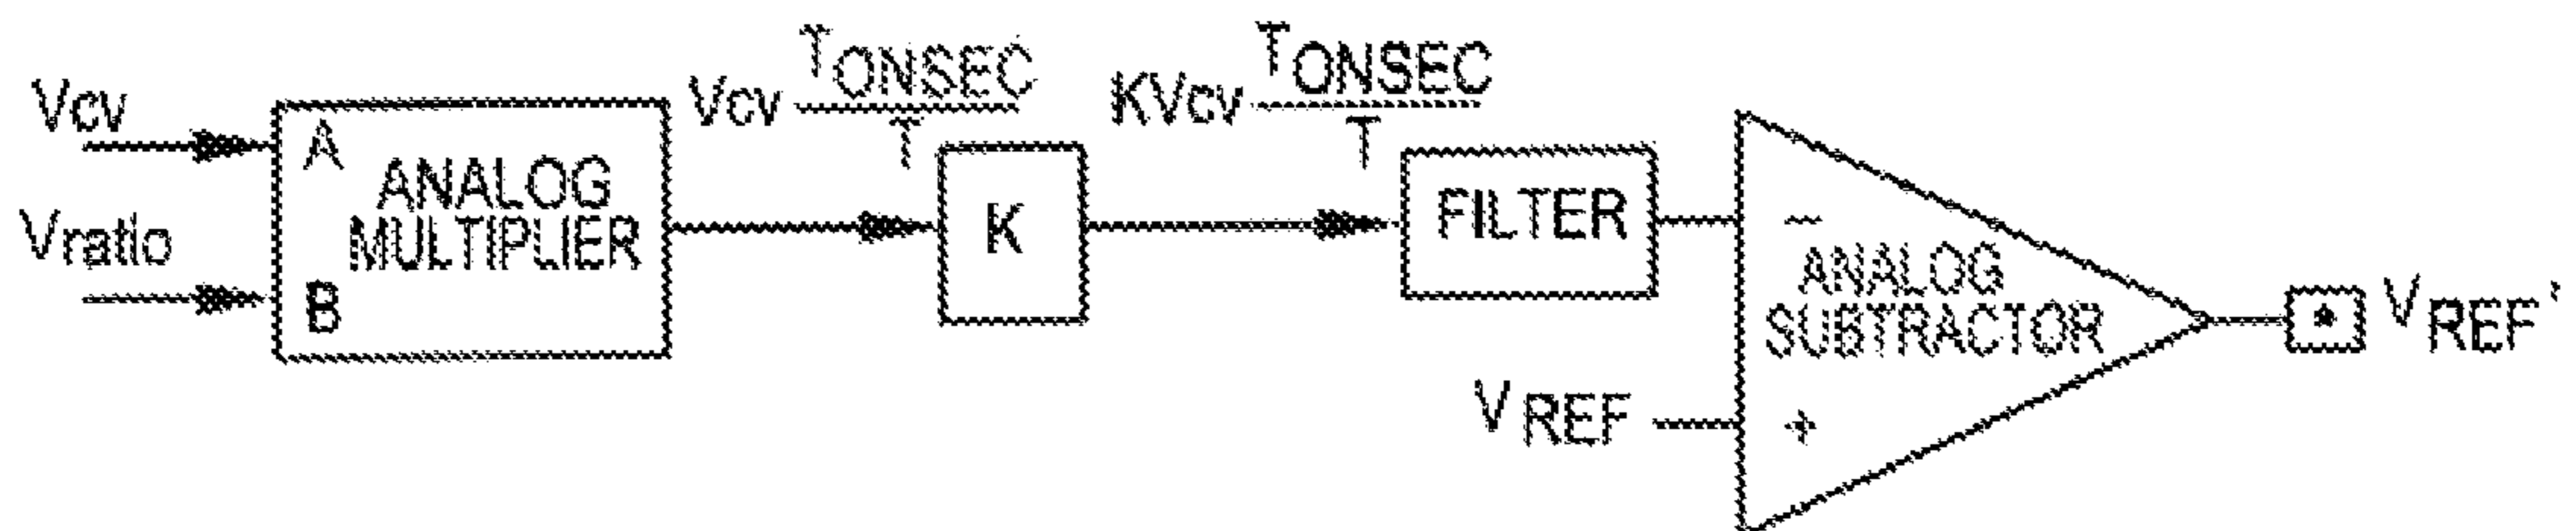 Vcv
Vratio
A
B
ANALOG
MULTIPLIER
Vcv TONSEC
T
K
KVcv TONSEC
T
FILTER
−
ANALOG
SUBTRACTOR
VREF
+
VREF'